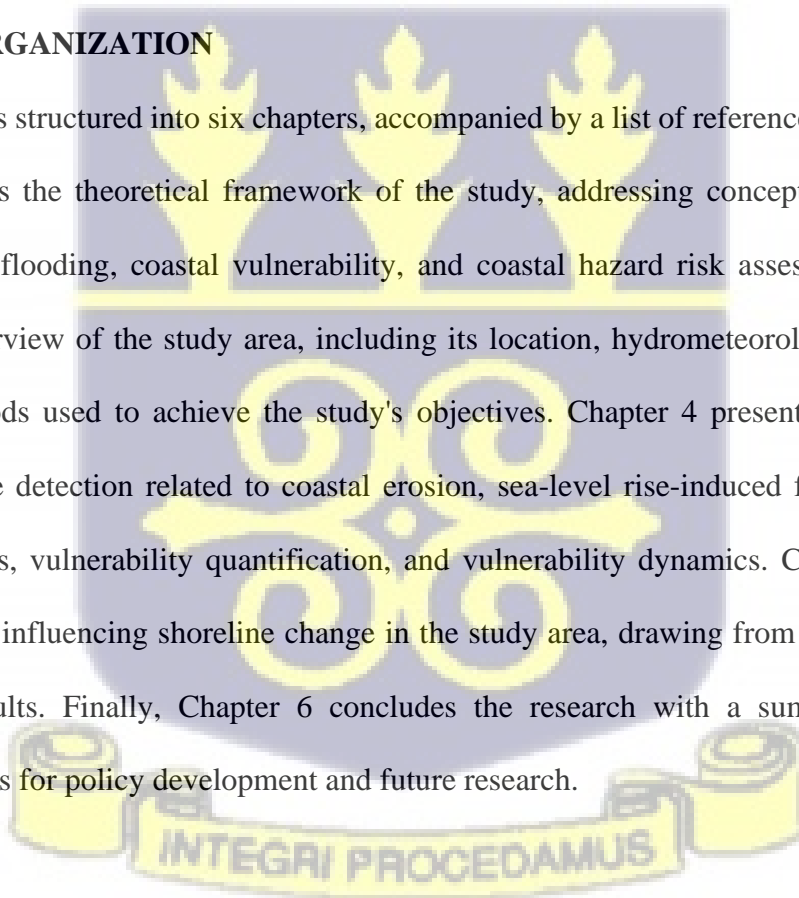 RGANIZATION
s structured into six chapters, accompanied by a list of reference
s the theoretical framework of the study, addressing concept
flooding, coastal vulnerability, and coastal hazard risk asses
rview of the study area, including its location, hydrometeorol
ods used to achieve the study's objectives. Chapter 4 present
e detection related to coastal erosion, sea-level rise-induced f
s, vulnerability quantification, and vulnerability dynamics. C
influencing shoreline change in the study area, drawing from
ults. Finally, Chapter 6 concludes the research with a sum
s for policy development and future research.
INTEGRI PROCEDAMUS